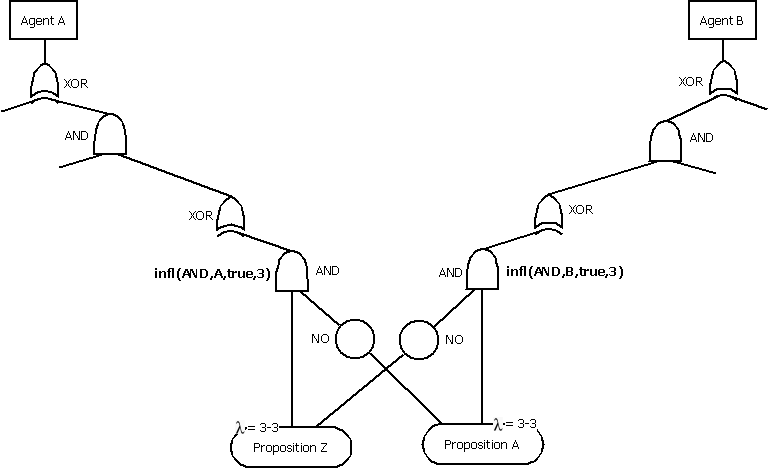 Agent A
Agent B
XOR
XOR
AND
AND
XOR
XOR
infl(AND,A,true,3)
AND
AND
infl(AND,B,true,3)
NO
NO
λ = 3-3
λ = 3-3
Proposition Z
Proposition A